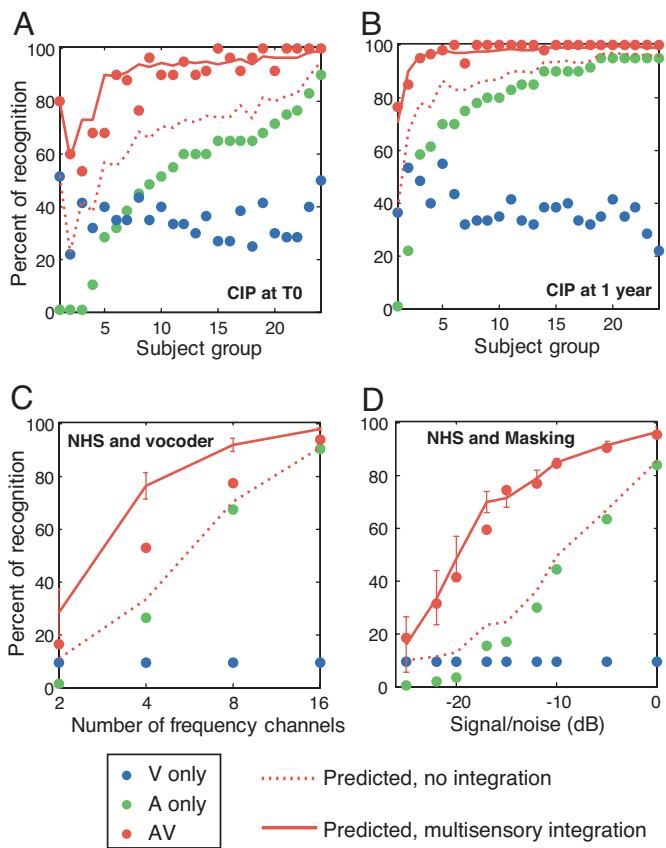 A
B
Percent of recognition
100
80
60
40
20
0
5
10
15
20
CIP at T0
Subject group
100
80
60
40
20
0
5
10
15
20
CIP at 1 year
Subject group
C
D
Percent of recognition
100
80
60
40
20
0
NHS and vocoder
2
4
8
16
Number of frequency channels
100
80
60
40
20
0
NHS and Masking
-20
-10
0
Signal/noise (dB)
V only
A only
AV
Predicted, no integration
Predicted, multisensory integration